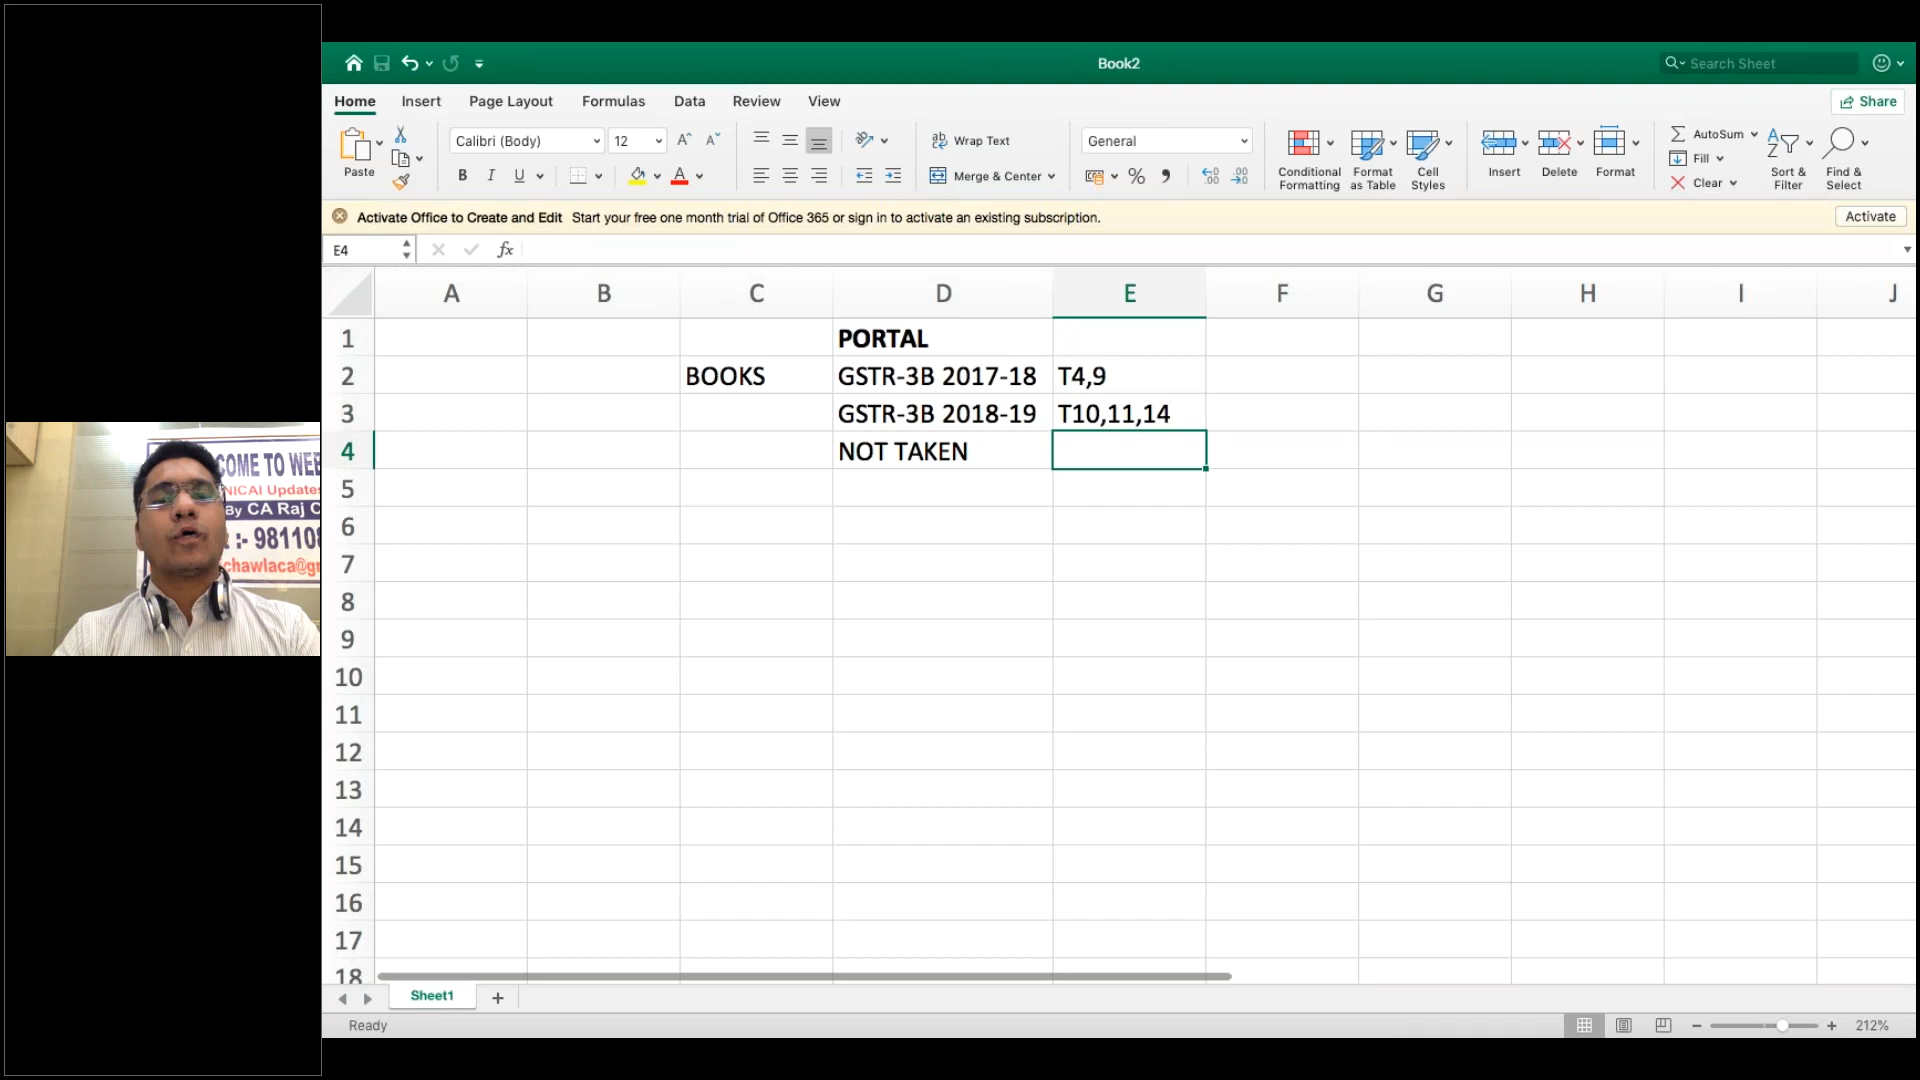 COME TO WEB
NICAI Updates
By CA Raj C
:- 98110
chawlaca@g
Book2
Search Sheet
Home Insert Page Layout Formulas Data Review View
Share
Paste
Calibri (Body) 12
B I U A
Wrap Text
Merge & Center
General
Conditional Formatting
Format as Table
Cell Styles
Insert
Delete
Format
AutoSum
Fill
Clear
Sort & Filter
Find & Select
Activate Office to Create and Edit Start your free one month trial of Office 365 or sign in to activate an existing subscription.
Activate
E4 fx
A B C D E F G H I J
1 PORTAL
2 BOOKS GSTR-3B 2017-18 T4,9
3 GSTR-3B 2018-19 T10,11,14
4 NOT TAKEN
5
6
7
8
9
10
11
12
13
14
15
16
17
18
Sheet1
Ready
212%